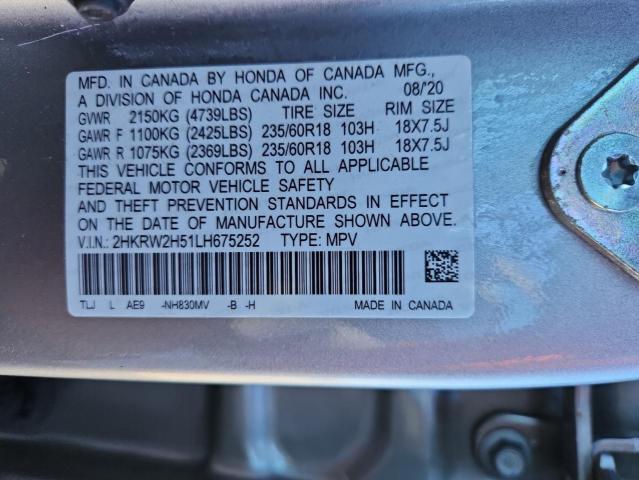 MFD. IN CANADA BY HONDA OF CANADA MFG.,
A DIVISION OF HONDA CANADA INC. 08/'20
GVWR 2150KG (4739LBS) TIRE SIZE RIM SIZE
GAWR F 1100KG (2425LBS) 235/60R18 103H 18X7.5J
GAWR R 1075KG (2369LBS) 235/60R18 103H 18X7.5J
THIS VEHICLE CONFORMS TO ALL APPLICABLE
FEDERAL MOTOR VEHICLE SAFETY
AND THEFT PREVENTION STANDARDS IN EFFECT
ON THE DATE OF MANUFACTURE SHOWN ABOVE.
V.I.N.: 2HKRW2H51LH675252 TYPE: MPV
TLJ L AE9 -NH830MV -B -H MADE IN CANADA